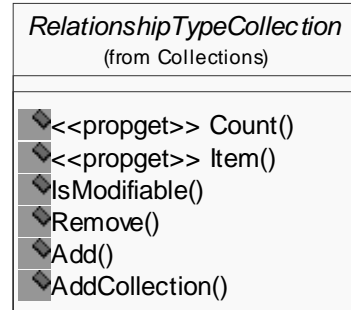 RelationshipTypeCollection
(from Collections)
<<propget>> Count()
<<propget>> Item()
IsModifiable()
Remove()
Add()
AddCollection()